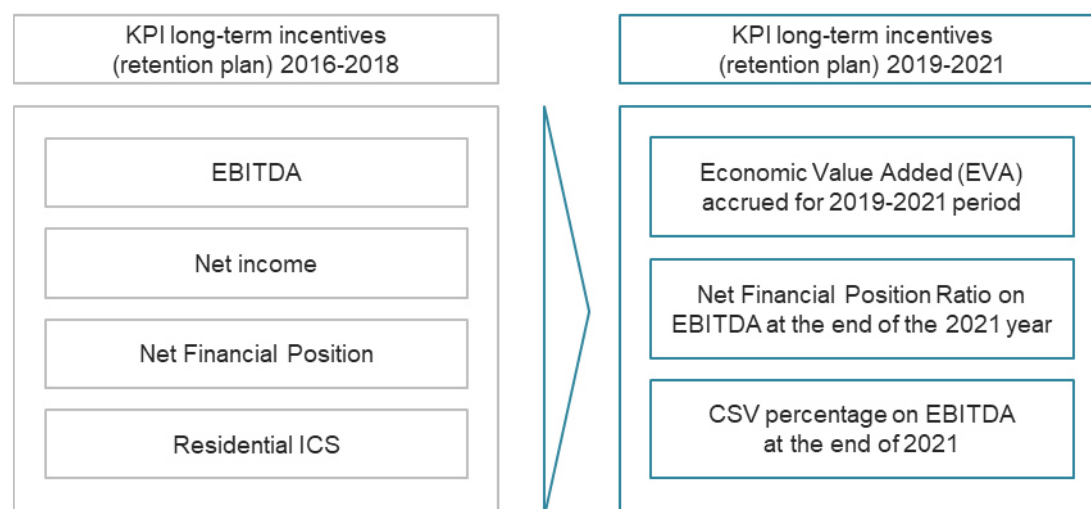 KPI long-term incentives
(retention plan) 2016-2018
EBITDA
Net income
Net Financial Position
Residential ICS
KPI long-term incentives
(retention plan) 2019-2021
Economic Value Added (EVA)
accrued for 2019-2021 period
Net Financial Position Ratio on
EBITDA at the end of the 2021 year
CSV percentage on EBITDA
at the end of 2021